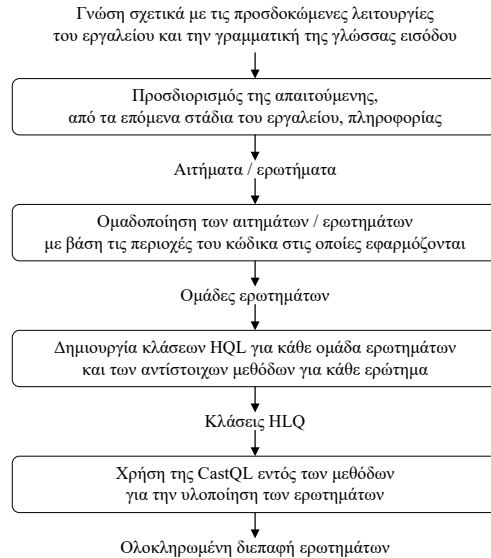 Γνώση σχετικά με τις προσδοκώμενες λειτουργίες
του εργαλείου και την γραμματική της γλώσσας εισόδου
Προσδιορισμός της απαιτούμενης,
από τα επόμενα στάδια του εργαλείου, πληροφορίας
Αιτήματα / ερωτήματα
Ομαδοποίηση των αιτημάτων / ερωτημάτων
με βάση τις περιοχές του κώδικα στις οποίες εφαρμόζονται
Ομάδες ερωτημάτων
Δημιουργία κλάσεων HQL για κάθε ομάδα ερωτημάτων
και των αντίστοιχων μεθόδων για κάθε ερώτημα
Κλάσεις HLQ
Χρήση της CastQL εντός των μεθόδων
για την υλοποίηση των ερωτημάτων
Ολοκληρωμένη διεπαφή ερωτημάτων